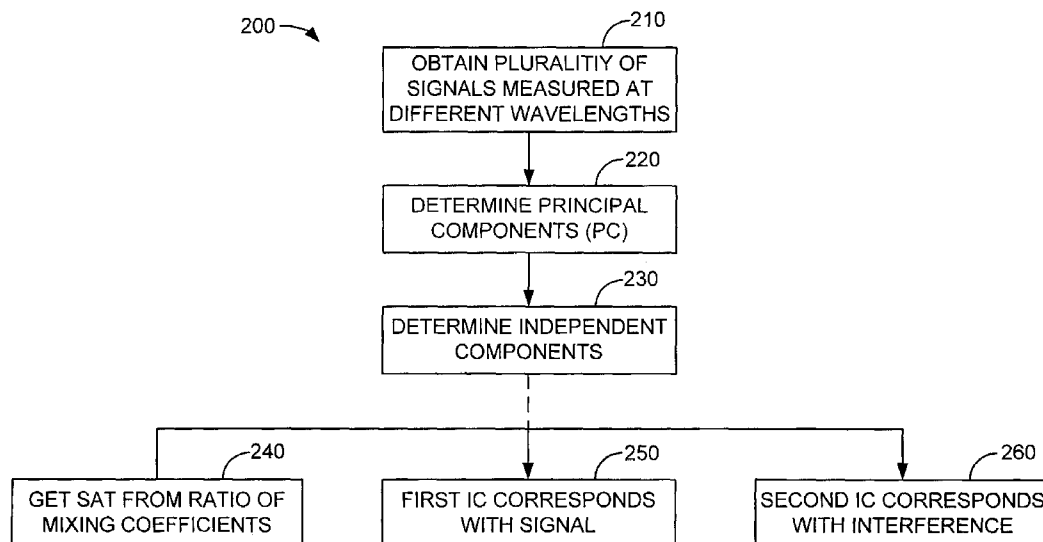 200
210
OBTAIN PLURALITIY OF
SIGNALS MEASURED AT
DIFFERENT WAVELENGTHS
220
DETERMINE PRINCIPAL
COMPONENTS (PC)
230
DETERMINE INDEPENDENT
COMPONENTS
240
GET SAT FROM RATIO OF
MIXING COEFFICIENTS
250
FIRST IC CORRESPONDS
WITH SIGNAL
260
SECOND IC CORRESPONDS
WITH INTERFERENCE